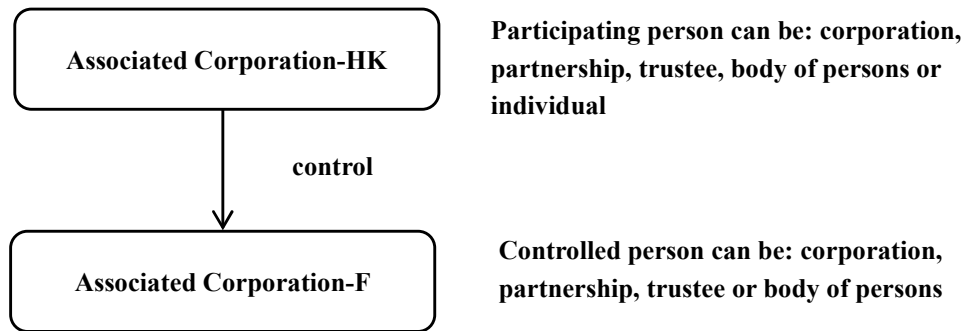 Associated Corporation-HK
Participating person can be: corporation,
partnership, trustee, body of persons or
individual
control
Associated Corporation-F
Controlled person can be: corporation,
partnership, trustee or body of persons